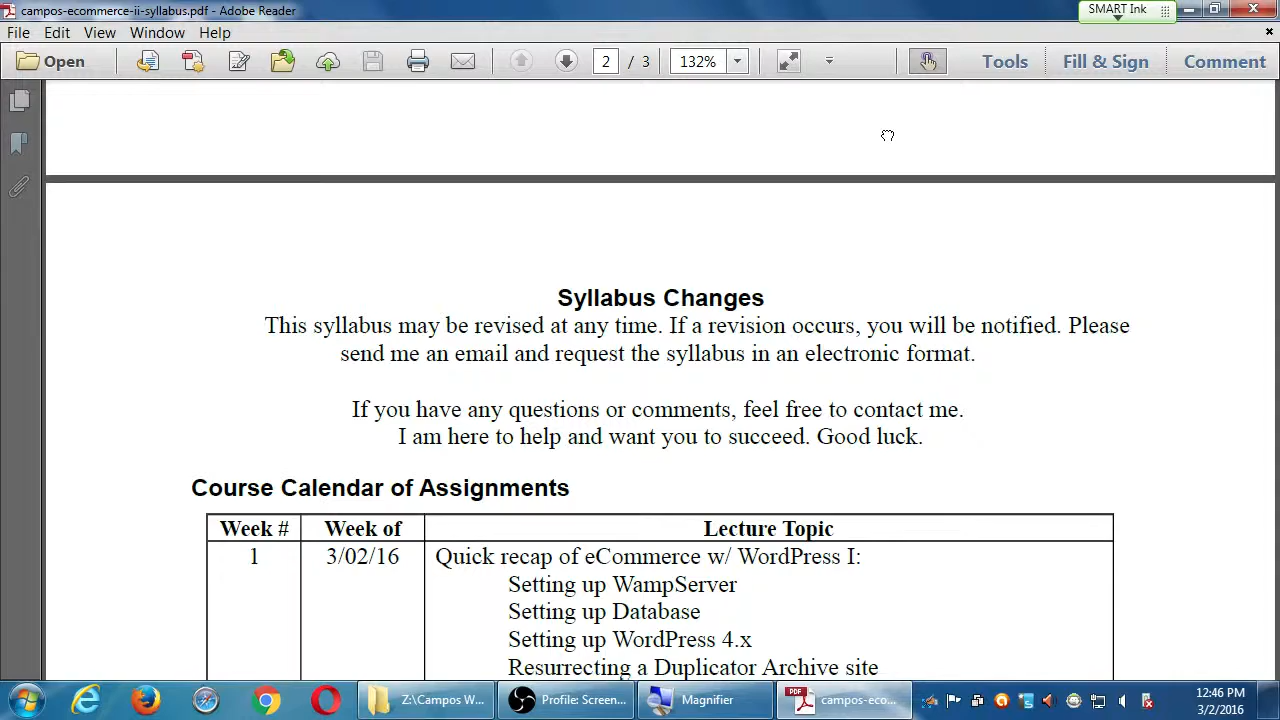 campos-ecommerce-ii-syllabus.pdf - Adobe Reader
SMART Ink
File Edit View Window Help
Open 2 / 3 132% Tools Fill & Sign Comment
Syllabus Changes
This syllabus may be revised at any time. If a revision occurs, you will be notified. Please
send me an email and request the syllabus in an electronic format.
If you have any questions or comments, feel free to contact me.
I am here to help and want you to succeed. Good luck.
Course Calendar of Assignments
Week # Week of Lecture Topic
1 3/02/16 Quick recap of eCommerce w/ WordPress I:
Setting up WampServer
Setting up Database
Setting up WordPress 4.x
Resurrecting a Duplicator Archive site
Z:\Campos W... Profile: Screen... Magnifier PDF campos-eco... 12:46 PM
3/2/2016